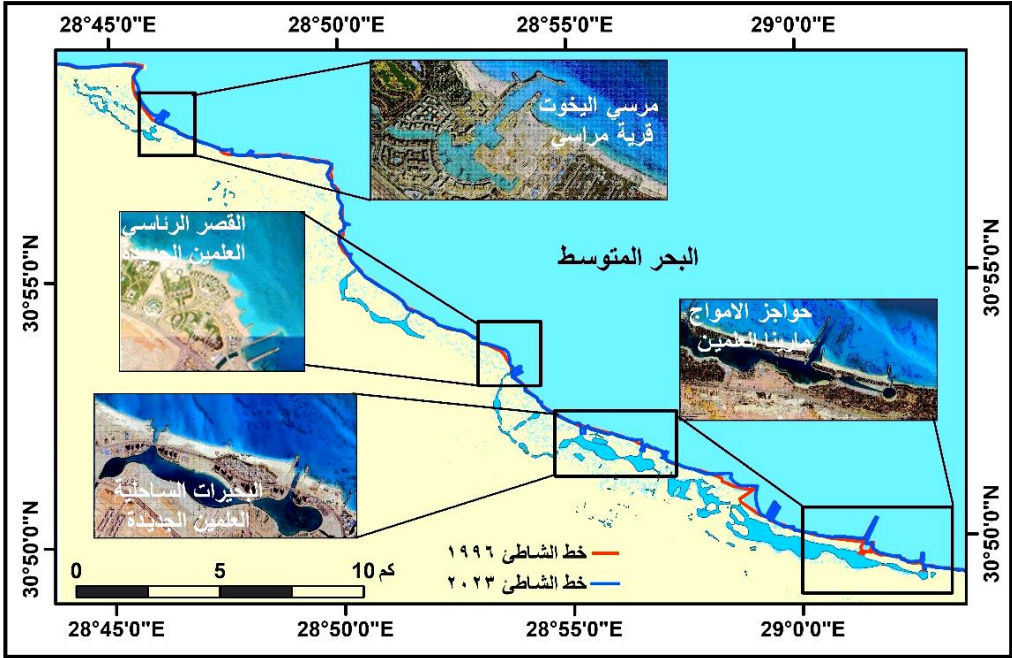 28°45'0"E
28°50'0"E
28°55'0"E
29°0'0"E
مرسي اليخوت
قرية مراسي
القصر الرئاسي
العلمين الجديدة
البحر المتوسط
30°55'0"N
30°55'0"N
حواجز الامواج
مارينا العلمين
البحيرات الساحلية
العلمين الجديدة
30°50'0"N
30°50'0"N
خط الشاطئ ١٩٩٦
خط الشاطئ ٢٠٢٣
0 5 10 كم
28°45'0"E
28°50'0"E
28°55'0"E
29°0'0"E